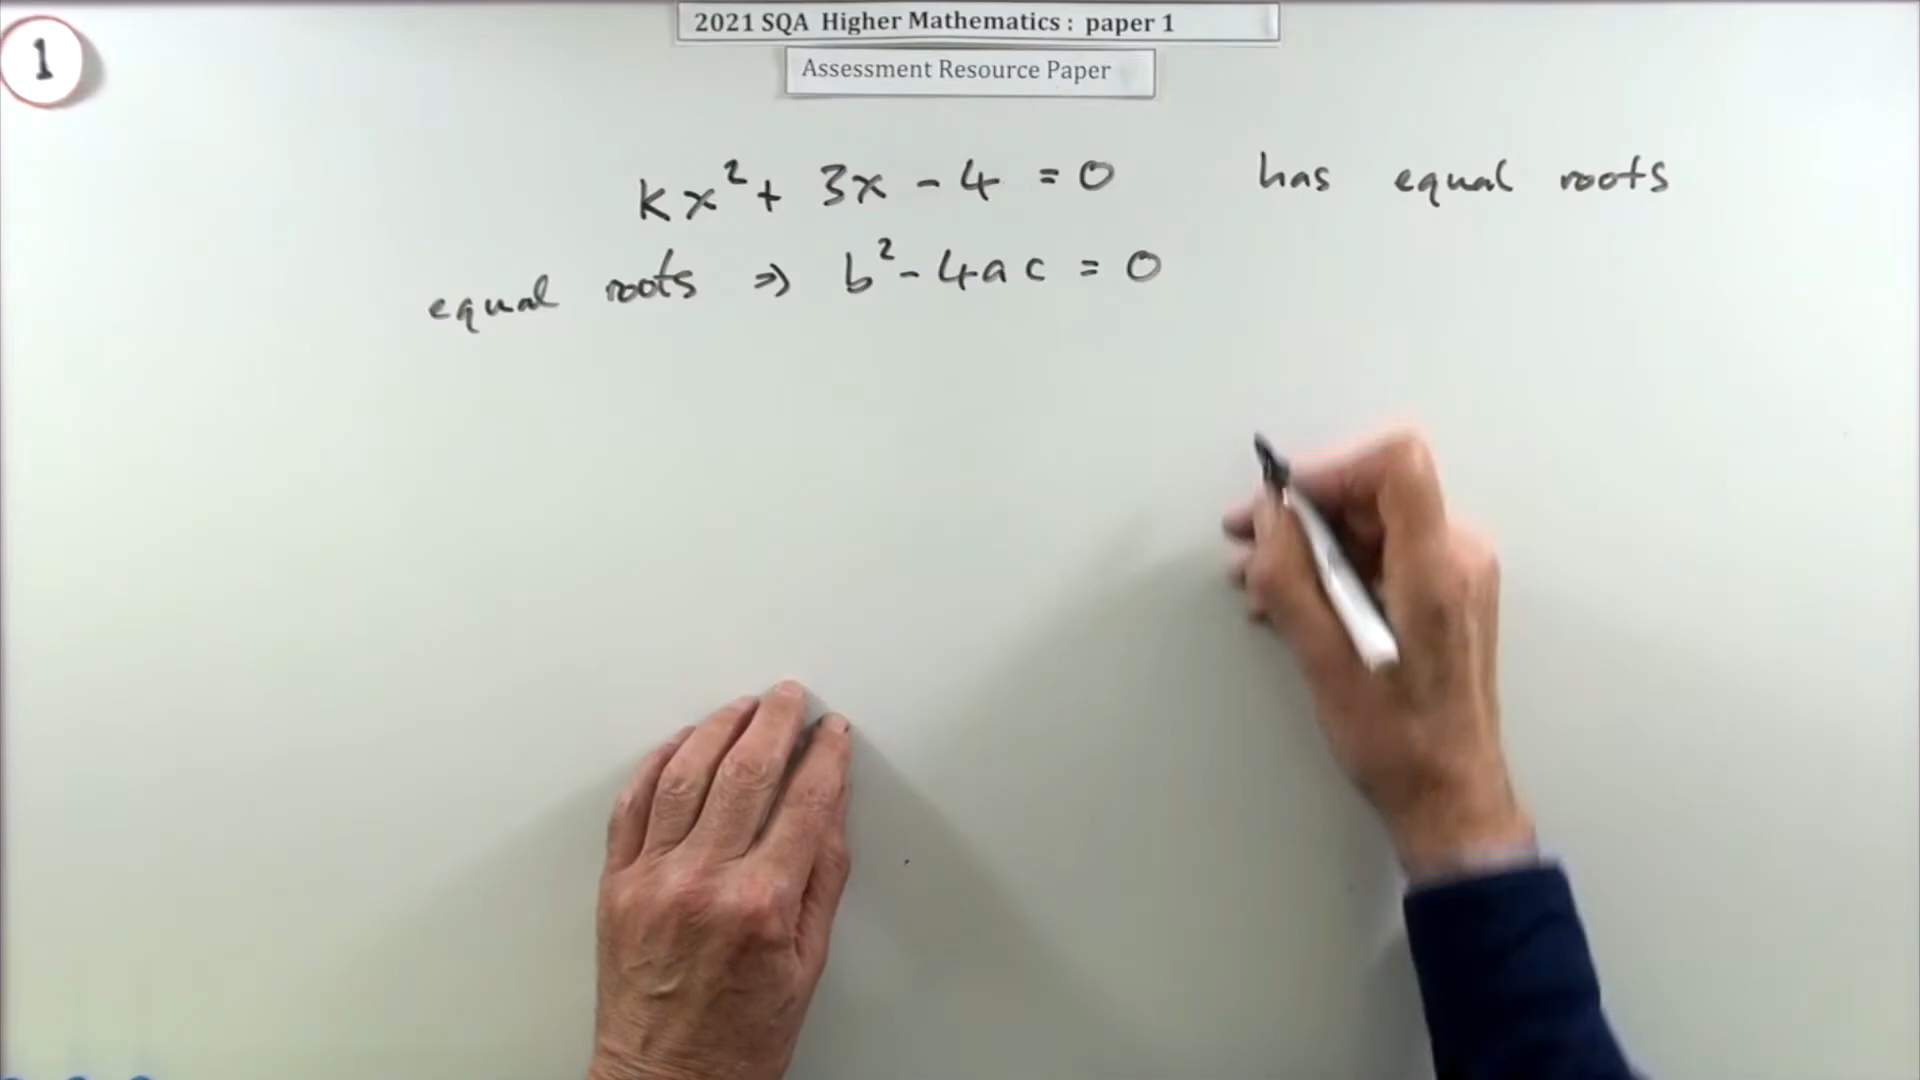 1
2021 SQA Higher Mathematics : paper 1
Assessment Resource Paper
kx² + 3x - 4 = 0 has equal roots
equal roots ⇒ b² - 4ac = 0